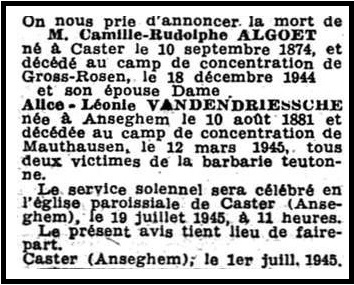 On nous prie d'annoncer la mort de
M. Camille-Rudolphe ALGOET
né à Caster le 10 septembre 1874, et
décédé au camp de concentration de
Gross-Rosen, le 18 décembre 1944
et son épouse Dame
Alice - Léonie VANDENDRIESSCHE
née à Anseghem le 10 août 1881 et
décédée au camp de concentration de
Mauthausen, le 12 mars 1945, tous
deux victimes de la barbarie teuton-
ne.
Le service solennel sera célébré en
l'église paroissiale de Caster (Anse-
ghem), le 19 juillet 1945, à 11 heures.
Le présent avis tient lieu de faire-
part.
Caster (Anseghem), le 1er juill. 1945.